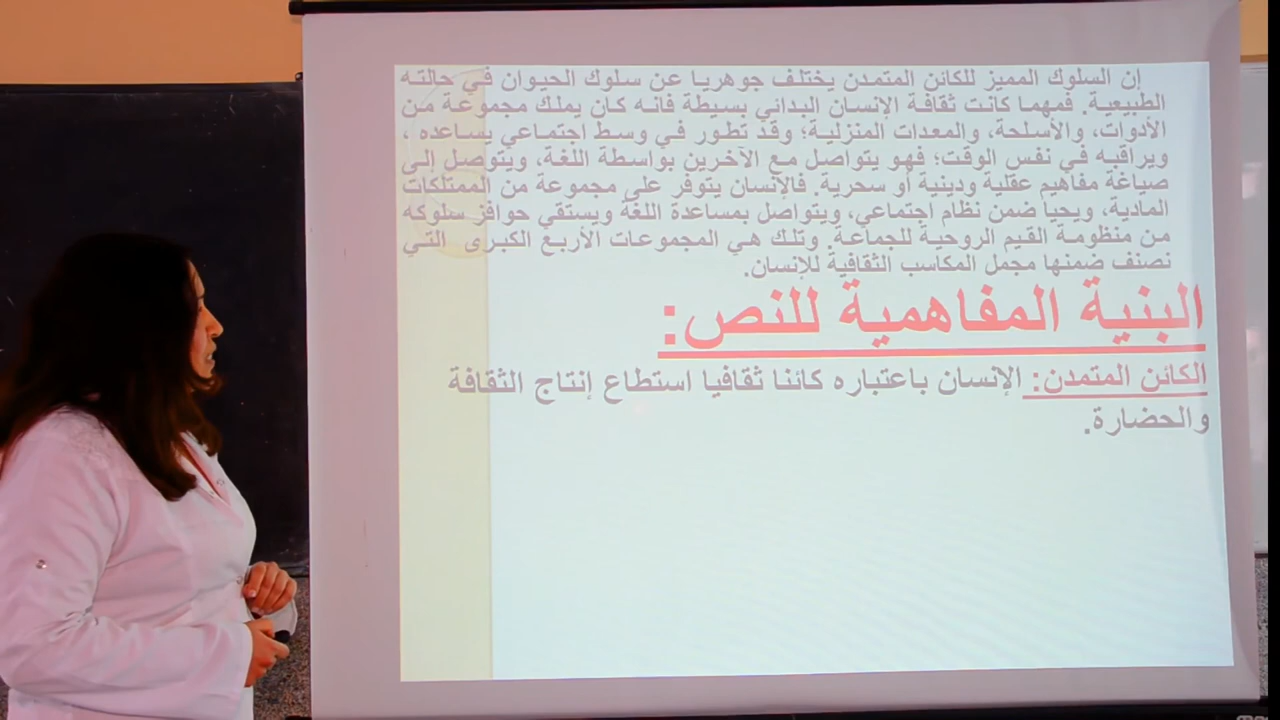 إن السلوك المميز للكائن المتمدن يختلف جوهريا عن سلوك الحيوان في حالته
الطبيعية. فمهما كانت ثقافة الإنسان البدائي بسيطة فانه كان يملك مجموعة من
الأدوات، والأسلحة، والمعدات المنزلية؛ وقد تطور في وسط اجتماعي يساعده ،
ويراقبه في نفس الوقت؛ فهو يتواصل مع الآخرين بواسطة اللغة، ويتوصل إلى
صياغة مفاهيم عقلية ودينية أو سحرية. فالإنسان يتوفر على مجموعة من الممتلكات
المادية، ويحيا ضمن نظام اجتماعي، ويتواصل بمساعدة اللغة ويستقي حوافز سلوكه
من منظومة القيم الروحية للجماعة. وتلك هي المجموعات الأربع الكبرى التي
نصنف ضمنها مجمل المكاسب الثقافية للإنسان.
البنية المفاهمية للنص:
الكائن المتمدن: الإنسان باعتباره كائنا ثقافيا استطاع إنتاج الثقافة
والحضارة.